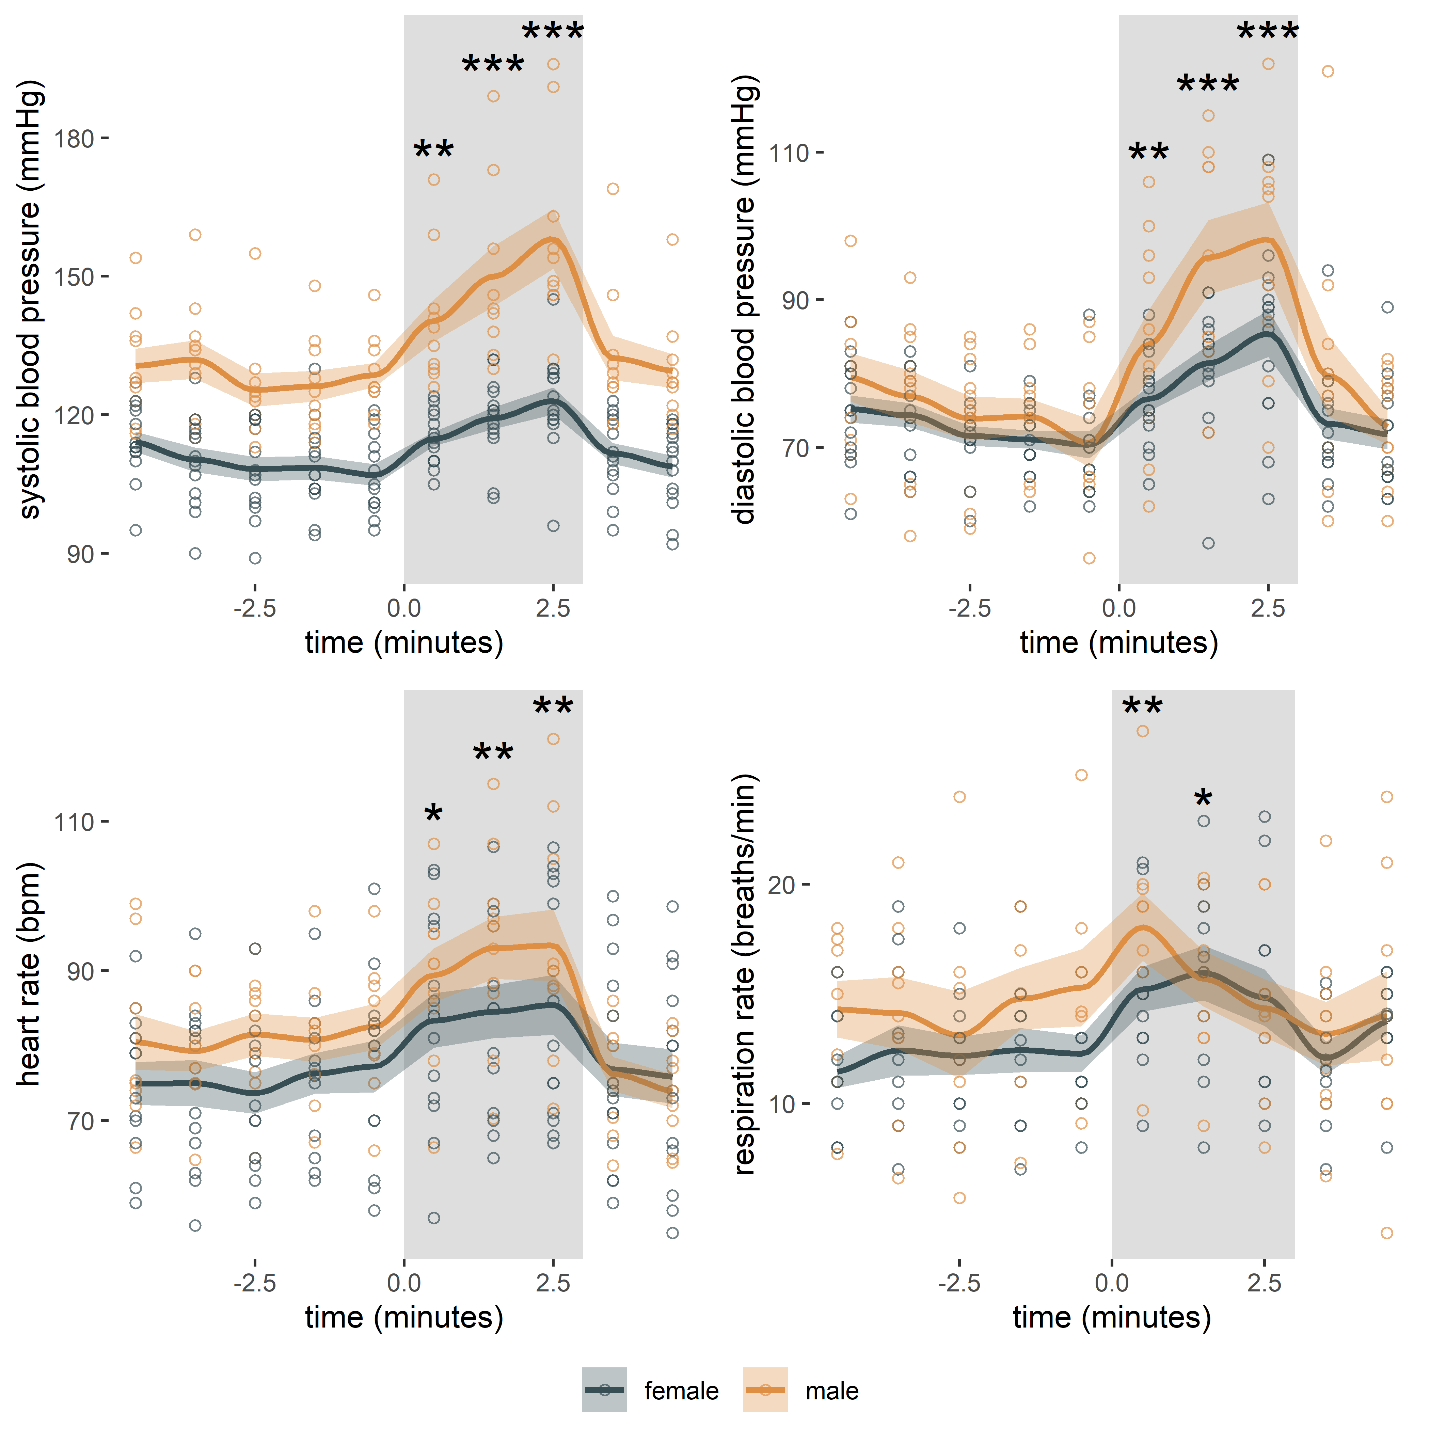 systolic blood pressure (mmHg)
180
150
120
90
** *** ***
-2.5 0.0 2.5
time (minutes)
diastolic blood pressure (mmHg)
110
90
70
** *** ***
-2.5 0.0 2.5
time (minutes)
heart rate (bpm)
110
90
70
* ** **
-2.5 0.0 2.5
time (minutes)
respiration rate (breaths/min)
20
10
** *
-2.5 0.0 2.5
time (minutes)
female male